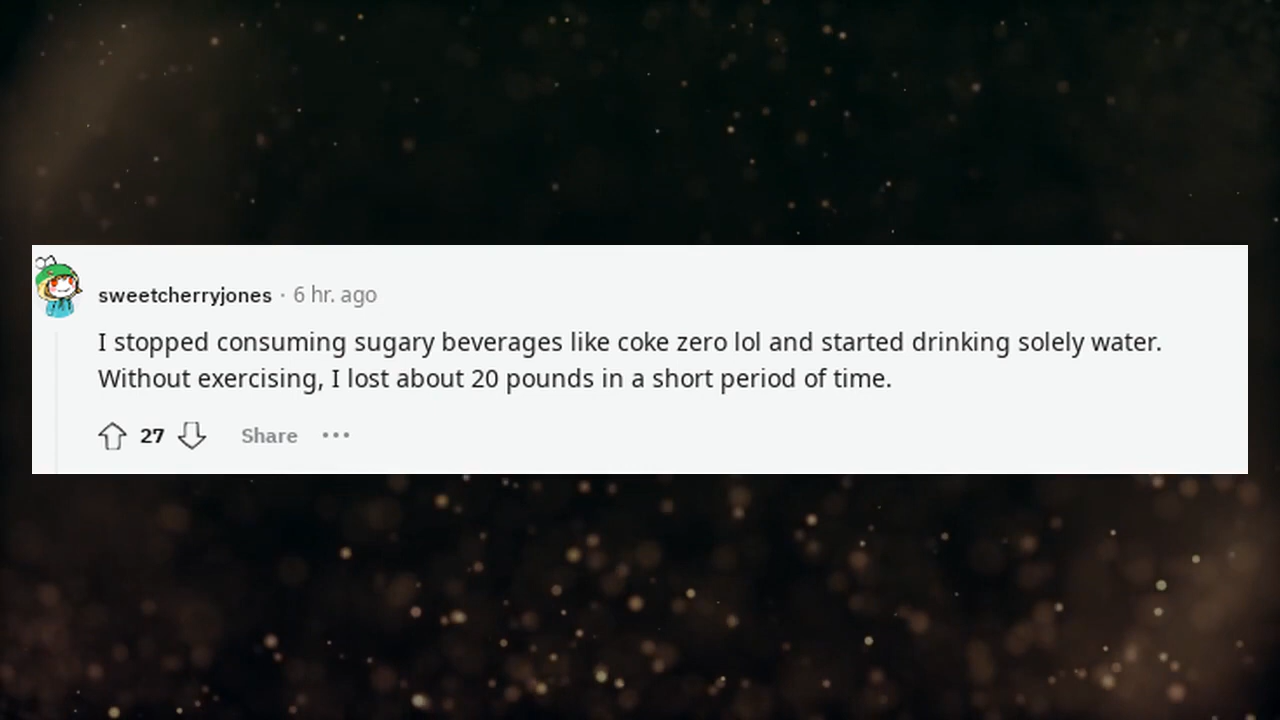 sweetcherryjones · 6 hr. ago
I stopped consuming sugary beverages like coke zero lol and started drinking solely water.
Without exercising, I lost about 20 pounds in a short period of time.
27 Share •••